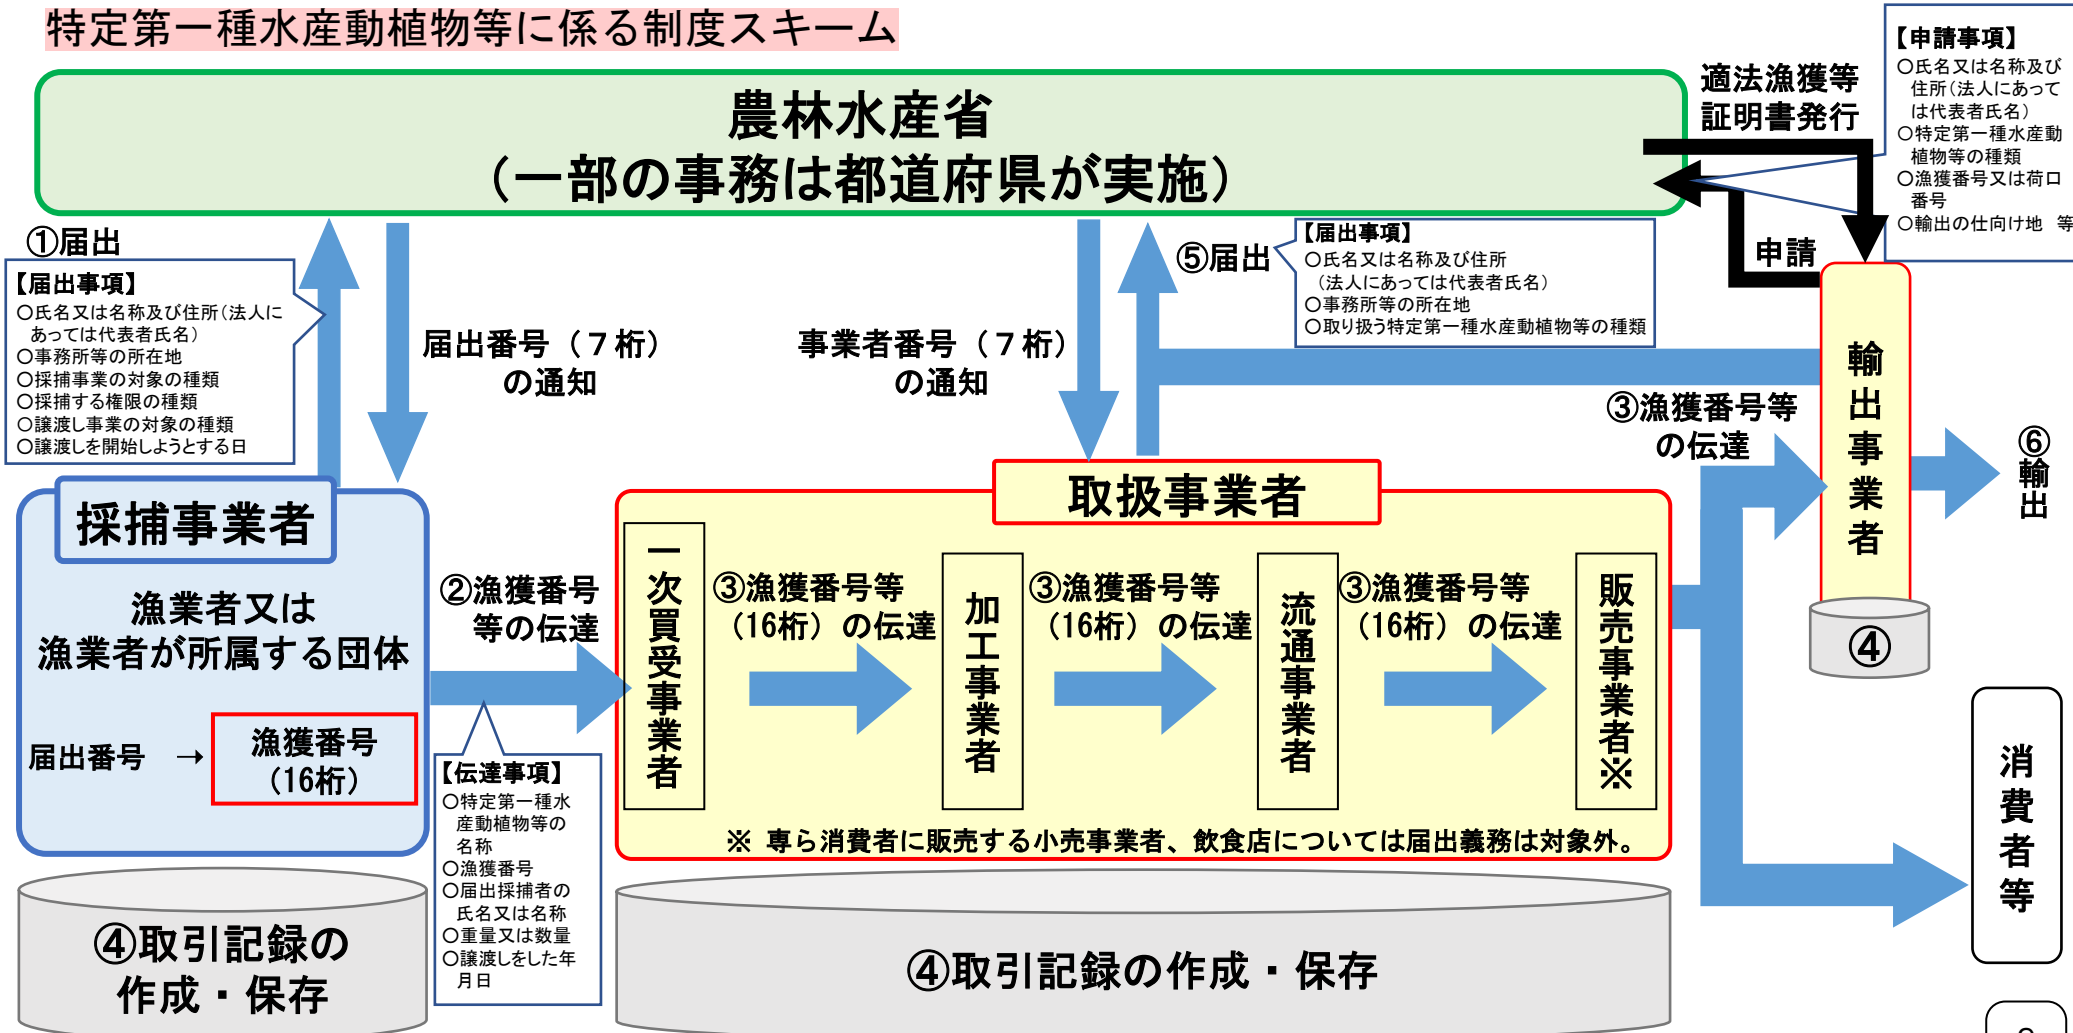 特定第一種水産動植物等に係る制度スキーム
農林水産省
（一部の事務は都道府県が実施）
適法漁獲等
証明書発行
【申請事項】
○氏名又は名称及び
住所（法人にあって
は代表者氏名）
○特定第一種水産動
植物等の種類
○漁獲番号又は荷口
番号
○輸出の仕向け地　等
申請
①届出
【届出事項】
○氏名又は名称及び住所（法人に
あっては代表者氏名）
○事務所等の所在地
○採捕事業の対象の種類
○採捕する権限の種類
○譲渡し事業の対象の種類
○譲渡しを開始しようとする日
届出番号（７桁）
の通知
事業者番号（７桁）
の通知
⑤届出
【届出事項】
○氏名又は名称及び住所
（法人にあっては代表者氏名）
○事務所等の所在地
○取り扱う特定第一種水産動植物等の種類
採捕事業者
漁業者又は
漁業者が所属する団体
届出番号　→
漁獲番号
（16桁）
②漁獲番号
等の伝達
【伝達事項】
○特定第一種水
産動植物等の
名称
○漁獲番号
○届出採捕者の
氏名又は名称
○重量又は数量
○譲渡しをした年
月日
取扱事業者
一次買受事業者
③漁獲番号等
（16桁）の伝達
加工事業者
③漁獲番号等
（16桁）の伝達
流通事業者
③漁獲番号等
（16桁）の伝達
販売事業者※
※ 専ら消費者に販売する小売事業者、飲食店については届出義務は対象外。
③漁獲番号等
の伝達
輸出事業者
④
⑥輸出
消費者等
④取引記録の
作成・保存
④取引記録の作成・保存